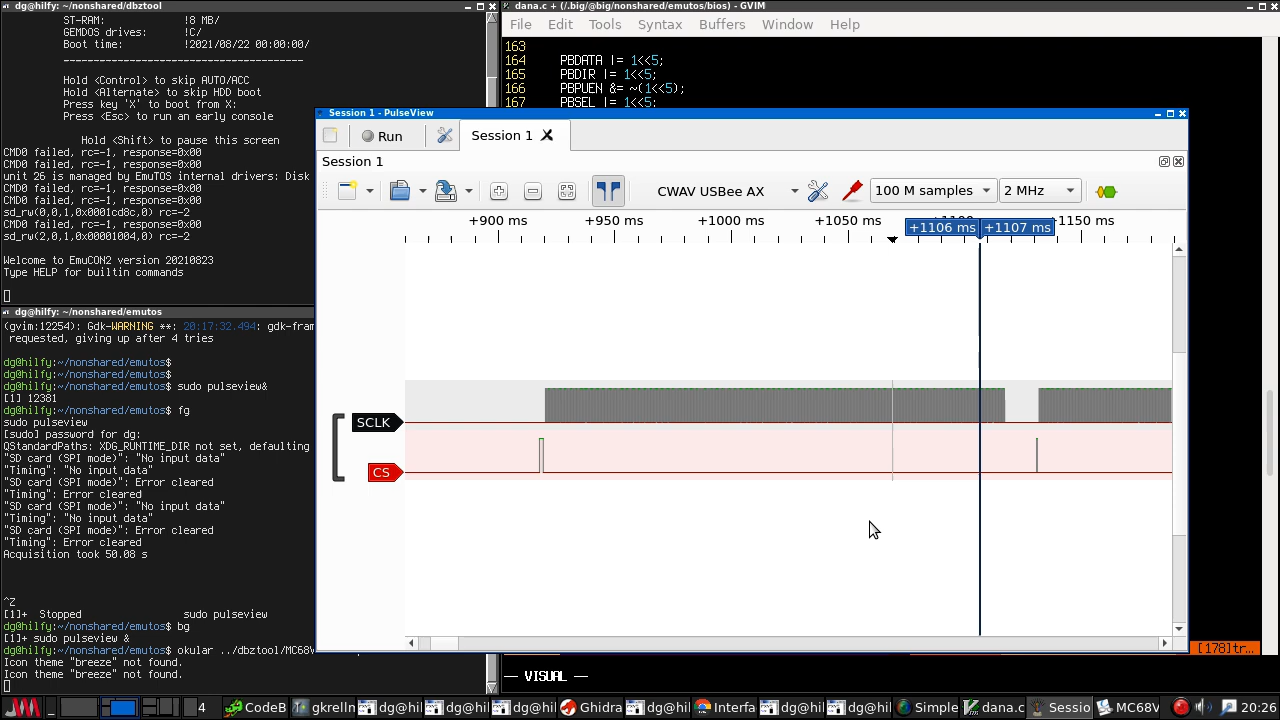 dg@hilfy: ~/nonshared/dbztool
ST-RAM: !8 MB/
GEMDOS drives: !C/
Boot time: !2021/08/22 00:00:00/
Hold <Control> to skip AUTO/ACC
Hold <Alternate> to skip HDD boot
Press key 'X' to boot from X:
Press <Esc> to run an early console
Hold <Shift> to pause this screen
CMD0 failed, rc=-1, response=0x00
CMD0 failed, rc=-1, response=0x00
unit 26 is managed by EmuTOS internal drivers: Disk
CMD0 failed, rc=-1, response=0x00
CMD0 failed, rc=-1, response=0x00
sd_rw(0,0,1,0x0001cd8c,0) rc=-2
CMD0 failed, rc=-1, response=0x00
sd_rw(2,0,1,0x00001004,0) rc=-2
Welcome to EmuCON2 version 20210823
Type HELP for builtin commands
dg@hilfy: ~/nonshared/emutos
(gvim:12254): Gdk-WARNING **: 20:17:32.494: gdk-fram
requested, giving up after 4 tries
dg@hilfy:~/nonshared/emutos$
dg@hilfy:~/nonshared/emutos$
dg@hilfy:~/nonshared/emutos$ sudo pulseview&
[1] 12381
dg@hilfy:~/nonshared/emutos$ fg
sudo pulseview
[sudo] password for dg:
QStandardPaths: XDG_RUNTIME_DIR not set, defaulting
"SD card (SPI mode)": "No input data"
"Timing": "No input data"
"SD card (SPI mode)": Error cleared
"Timing": Error cleared
"SD card (SPI mode)": "No input data"
"Timing": "No input data"
"SD card (SPI mode)": Error cleared
"Timing": Error cleared
Acquisition took 50.08 s
^Z
[1]+ Stopped sudo pulseview
dg@hilfy:~/nonshared/emutos$ bg
[1]+ sudo pulseview &
dg@hilfy:~/nonshared/emutos$ okular ../dbztool/MC68V
Icon theme "breeze" not found.
Icon theme "breeze" not found.
dana.c + (/.big/@big/nonshared/emutos/bios) - GVIM
File Edit Tools Syntax Buffers Window Help
163
164 PBDATA |= 1<<5;
165 PBDIR |= 1<<5;
166 PBPUEN &= ~(1<<5);
167 PBSEL |= 1<<5;
Session 1 - PulseView
Run
Session 1
Session 1
CWAV USBee AX
100 M samples
2 MHz
+900 ms +950 ms +1000 ms +1050 ms +1150 ms
+1106 ms +1107 ms
SCLK
CS
[178]tr…
— VISUAL —
4 CodeB gkrelln dg@hil dg@hil dg@hil Ghidra Interfa dg@hil dg@hil Simple dana.c Sessio MC68V 20:26